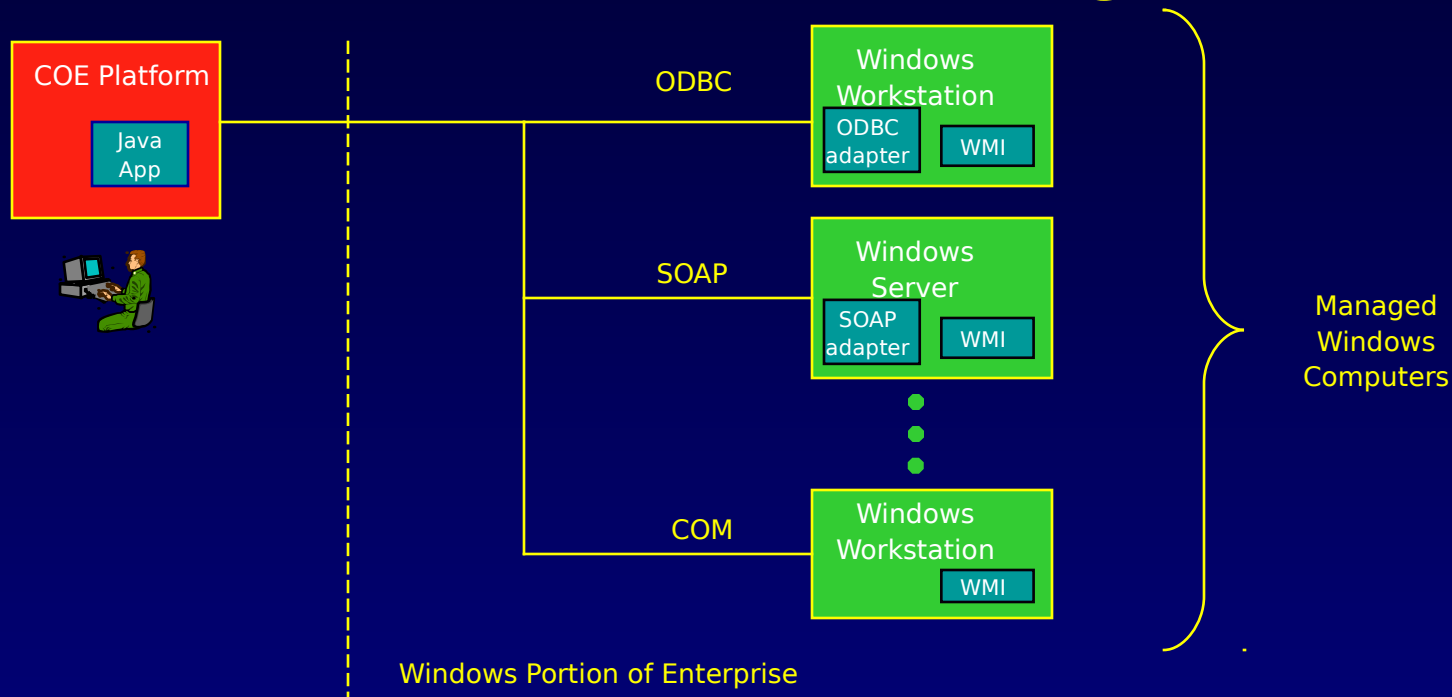 COE Platform
Java
App
ODBC
Windows
Workstation
ODBC
adapter
WMI
SOAP
Windows
Server
SOAP
adapter
WMI
Managed
Windows
Computers
COM
Windows
Workstation
WMI
Windows Portion of Enterprise